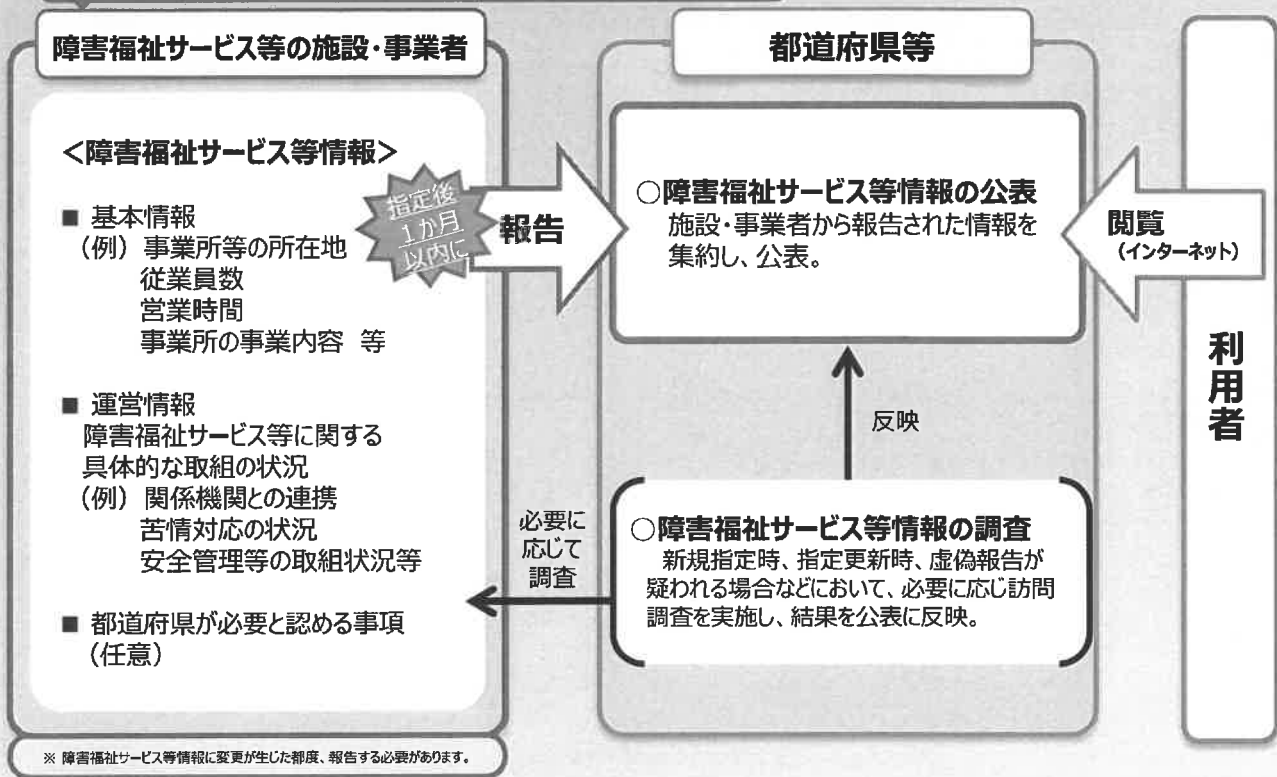 障害福祉サービス等の施設・事業者
<障害福祉サービス等情報>
■ 基本情報
(例) 事業所等の所在地
従業員数
営業時間
事業所の事業内容 等
■ 運営情報
障害福祉サービス等に関する
具体的な取組の状況
(例) 関係機関との連携
苦情対応の状況
安全管理等の取組状況等
■ 都道府県が必要と認める事項
(任意)
※ 障害福祉サービス等情報に変更が生じた都度、報告する必要があります。
指定後
1か月
以内に
報告
必要に
応じて
調査
都道府県等
○障害福祉サービス等情報の公表
施設・事業者から報告された情報を
集約し、公表。
反映
○障害福祉サービス等情報の調査
新規指定時、指定更新時、虚偽報告が
疑われる場合などにおいて、必要に応じ訪問
調査を実施し、結果を公表に反映。
閲覧
(インターネット)
利用者